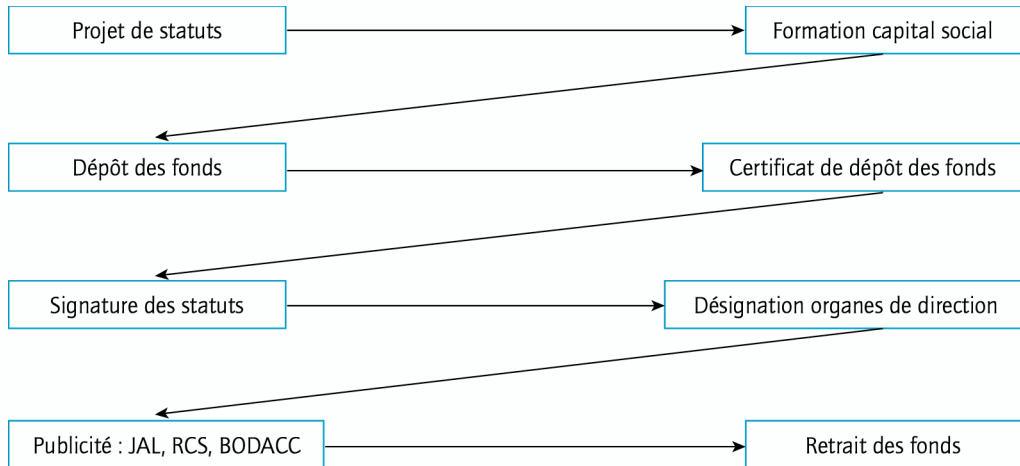 Projet de statuts
Formation capital social
Dépôt des fonds
Certificat de dépôt des fonds
Signature des statuts
Désignation organes de direction
Publicité : JAL, RCS, BODACC
Retrait des fonds